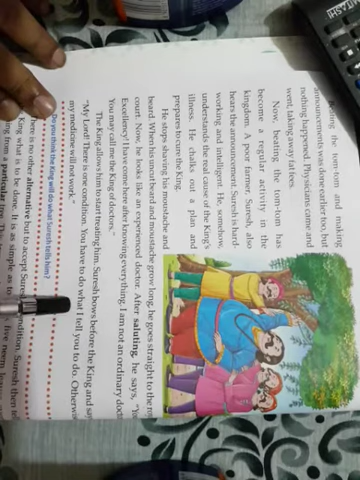 Beating the tom-tom and making
announcements was done earlier too, but
nothing happened. Physicians came and
went, taking away fat fees.
Now, beating the tom-tom has
become a regular activity in the
kingdom. A poor farmer, Suresh, also
hears the announcement. Suresh is hard-
working and intelligent. He, somehow,
understands the real cause of the King's
illness. He chalks out a plan and
prepares to cure the King.
He stops shaving his moustache and
beard. When his uncut beard and moustache grow long, he goes straight to the
court. Now, he looks like an experienced doctor. After saluting, he says,
Excellency! I have come here after knowing everything. I am not an ordinary
You may call me the King of doctors."
The King allows him to start treating him. Suresh bows before the King and
"My Lord! There is one condition. You have to do what I tell you to do.
my medicine will not work."
Do you think the King will do what Suresh tells him?
here is no other alternative but to accept condition. Suresh then
King what is to be done. It is as simple as to five neem
from a particular